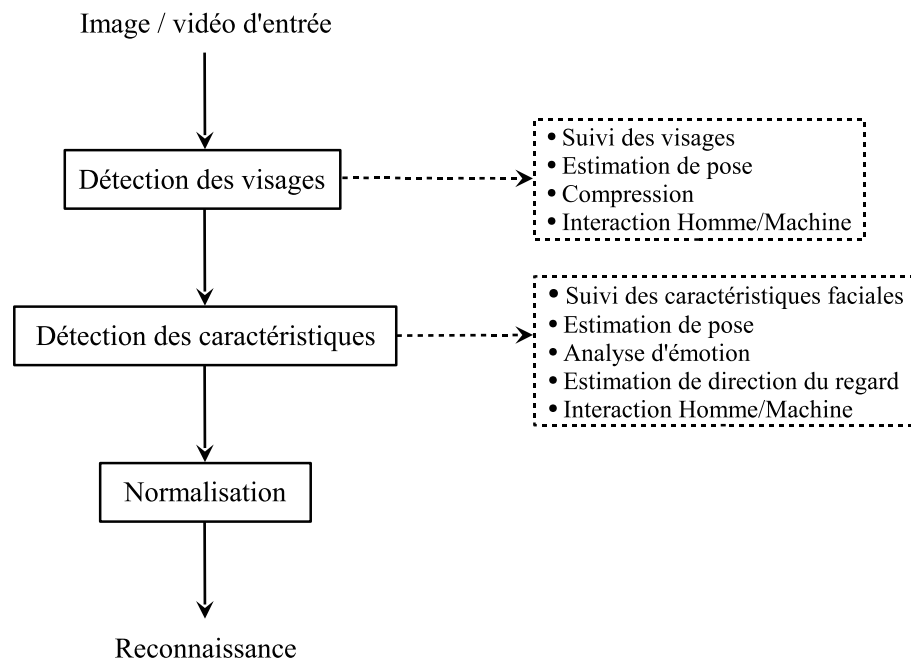 Image / vidéo d'entrée
Détection des visages
• Suivi des visages
• Estimation de pose
• Compression
• Interaction Homme/Machine
Détection des caractéristiques
• Suivi des caractéristiques faciales
• Estimation de pose
• Analyse d'émotion
• Estimation de direction du regard
• Interaction Homme/Machine
Normalisation
Reconnaissance